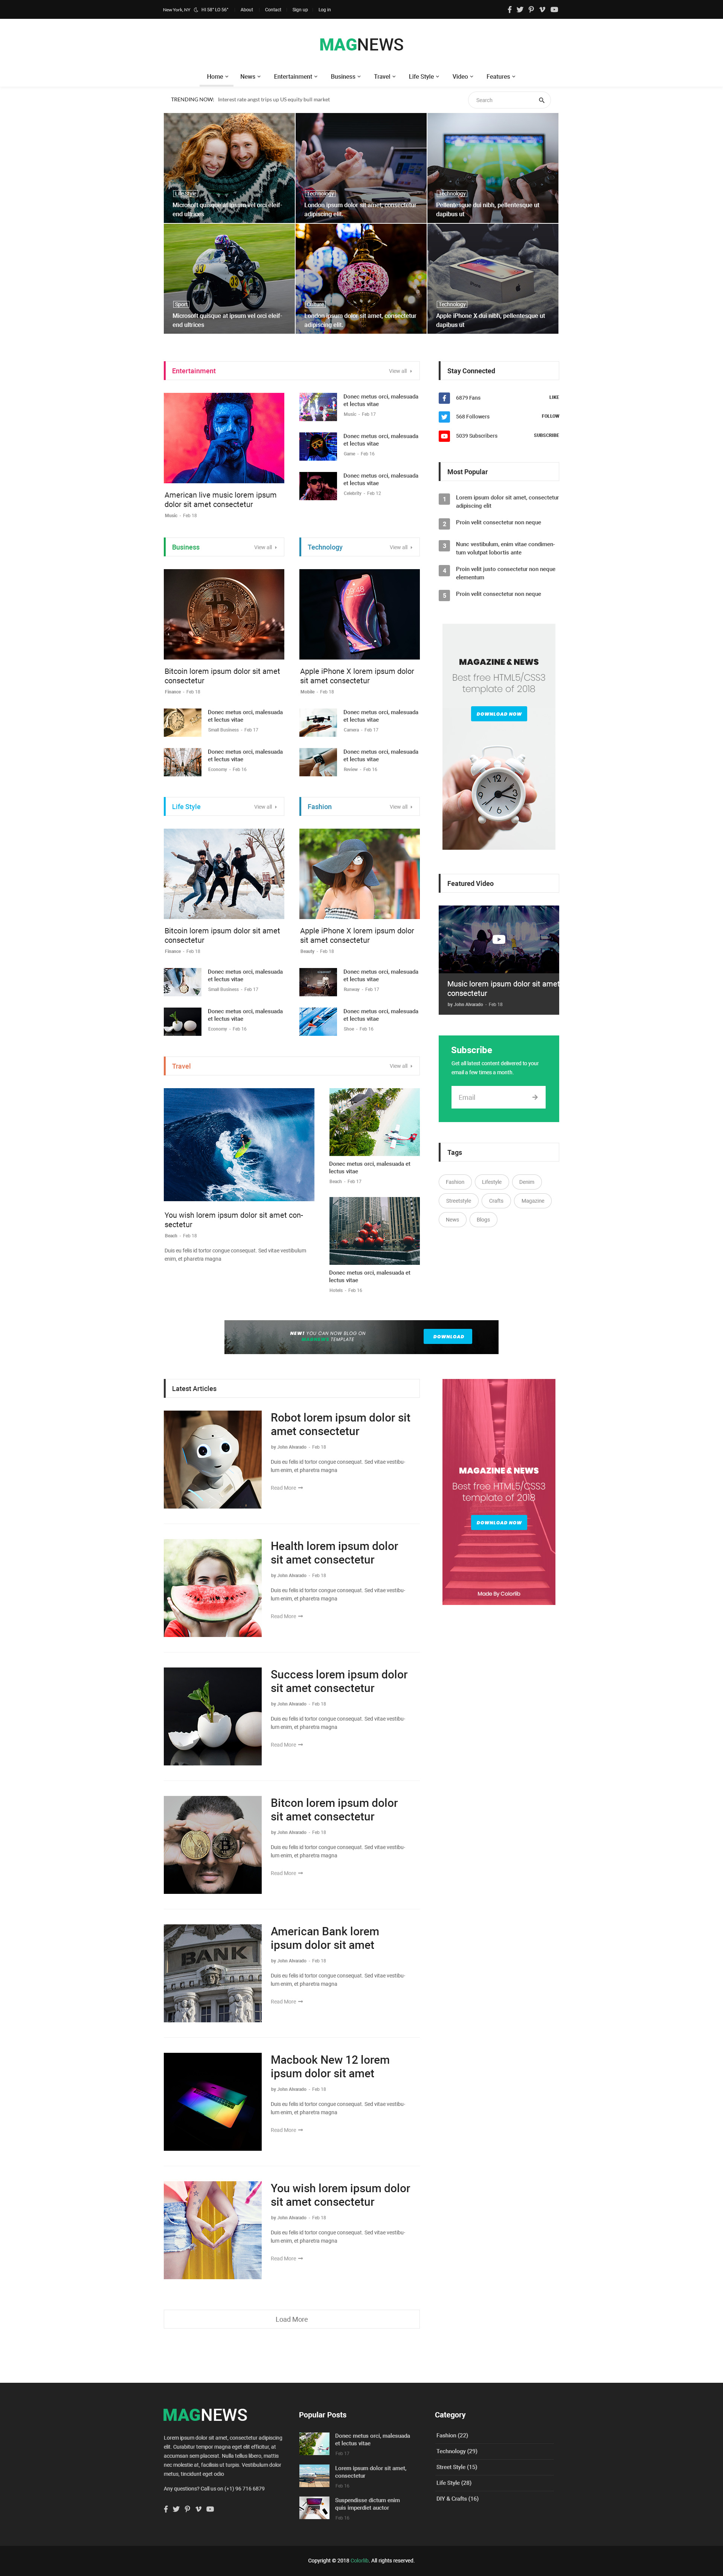 New York, NY HI 58° LO 56° About Contact Sign up Log in
MAGNEWS
Home News Entertainment Business Travel Life Style Video Features
TRENDING NOW: Interest rate angst trips up US equity bull market
Search
Life Style
Microsoft quisque at ipsum vel orci eleif-
end ultrices
Technology
London ipsum dolor sit amet, consectetur
adipiscing elit.
Technology
Pellentesque dui nibh, pellentesque ut
dapibus ut
Sport
Microsoft quisque at ipsum vel orci eleif-
end ultrices
Culture
London ipsum dolor sit amet, consectetur
adipiscing elit.
Technology
Apple iPhone X dui nibh, pellentesque ut
dapibus ut
Entertainment View all
American live music lorem ipsum
dolor sit amet consectetur
Music - Feb 18
Donec metus orci, malesuada
et lectus vitae
Music - Feb 17
Donec metus orci, malesuada
et lectus vitae
Game - Feb 16
Donec metus orci, malesuada
et lectus vitae
Celebrity - Feb 12
Business View all
Bitcoin lorem ipsum dolor sit amet
consectetur
Finance - Feb 18
Donec metus orci, malesuada
et lectus vitae
Small Business - Feb 17
Donec metus orci, malesuada
et lectus vitae
Economy - Feb 16
Technology View all
Apple iPhone X lorem ipsum dolor
sit amet consectetur
Mobile - Feb 18
Donec metus orci, malesuada
et lectus vitae
Camera - Feb 17
Donec metus orci, malesuada
et lectus vitae
Review - Feb 16
Life Style View all
Bitcoin lorem ipsum dolor sit amet
consectetur
Finance - Feb 18
Donec metus orci, malesuada
et lectus vitae
Small Business - Feb 17
Donec metus orci, malesuada
et lectus vitae
Economy - Feb 16
Fashion View all
Apple iPhone X lorem ipsum dolor
sit amet consectetur
Beauty - Feb 18
Donec metus orci, malesuada
et lectus vitae
Runway - Feb 17
Donec metus orci, malesuada
et lectus vitae
Shoe - Feb 16
Travel View all
You wish lorem ipsum dolor sit amet con-
sectetur
Beach - Feb 18
Duis eu felis id tortor congue consequat. Sed vitae vestibulum
enim, et pharetra magna
Donec metus orci, malesuada et
lectus vitae
Beach - Feb 17
Donec metus orci, malesuada et
lectus vitae
Hotels - Feb 16
Stay Connected
6879 Fans LIKE
568 Followers FOLLOW
5039 Subscribers SUBSCRIBE
Most Popular
1 Lorem ipsum dolor sit amet, consectetur
adipiscing elit
2 Proin velit consectetur non neque
3 Nunc vestibulum, enim vitae condimen-
tum volutpat lobortis ante
4 Proin velit justo consectetur non neque
elementum
5 Proin velit consectetur non neque
MAGAZINE & NEWS
Best free HTML5/CSS3
template of 2018
DOWNLOAD NOW
Featured Video
Music lorem ipsum dolor sit amet
consectetur
by John Alvarado - Feb 18
Subscribe
Get all latest content delivered to your
email a few times a month.
Email
Tags
Fashion Lifestyle Denim
Streetstyle Crafts Magazine
News Blogs
NEW! YOU CAN NOW BLOG ON
MAGNEWS TEMPLATE
DOWNLOAD
Latest Articles
Robot lorem ipsum dolor sit
amet consectetur
by John Alvarado - Feb 18
Duis eu felis id tortor congue consequat. Sed vitae vestibu-
lum enim, et pharetra magna
Read More
Health lorem ipsum dolor
sit amet consectetur
by John Alvarado - Feb 18
Duis eu felis id tortor congue consequat. Sed vitae vestibu-
lum enim, et pharetra magna
Read More
Success lorem ipsum dolor
sit amet consectetur
by John Alvarado - Feb 18
Duis eu felis id tortor congue consequat. Sed vitae vestibu-
lum enim, et pharetra magna
Read More
Bitcon lorem ipsum dolor
sit amet consectetur
by John Alvarado - Feb 18
Duis eu felis id tortor congue consequat. Sed vitae vestibu-
lum enim, et pharetra magna
Read More
BANK
American Bank lorem
ipsum dolor sit amet
by John Alvarado - Feb 18
Duis eu felis id tortor congue consequat. Sed vitae vestibu-
lum enim, et pharetra magna
Read More
Macbook New 12 lorem
ipsum dolor sit amet
by John Alvarado - Feb 18
Duis eu felis id tortor congue consequat. Sed vitae vestibu-
lum enim, et pharetra magna
Read More
You wish lorem ipsum dolor
sit amet consectetur
by John Alvarado - Feb 18
Duis eu felis id tortor congue consequat. Sed vitae vestibu-
lum enim, et pharetra magna
Read More
Load More
MAGAZINE & NEWS
Best free HTML5/CSS3
template of 2018
DOWNLOAD NOW
Made By Colorlib
MAGNEWS
Lorem ipsum dolor sit amet, consectetur adipiscing
elit. Curabitur tempor magna eget elit efficitur, at
accumsan sem placerat. Nulla tellus libero, mattis
nec molestie at, facilisis ut turpis. Vestibulum dolor
metus, tincidunt eget odio
Any questions? Call us on (+1) 96 716 6879
Popular Posts
Donec metus orci, malesuada
et lectus vitae
Feb 17
Lorem ipsum dolor sit amet,
consectetur
Feb 16
Suspendisse dictum enim
quis imperdiet auctor
Feb 16
Category
Fashion (22)
Technology (29)
Street Style (15)
Life Style (28)
DIY & Crafts (16)
Copyright © 2018 Colorlib. All rights reserved.